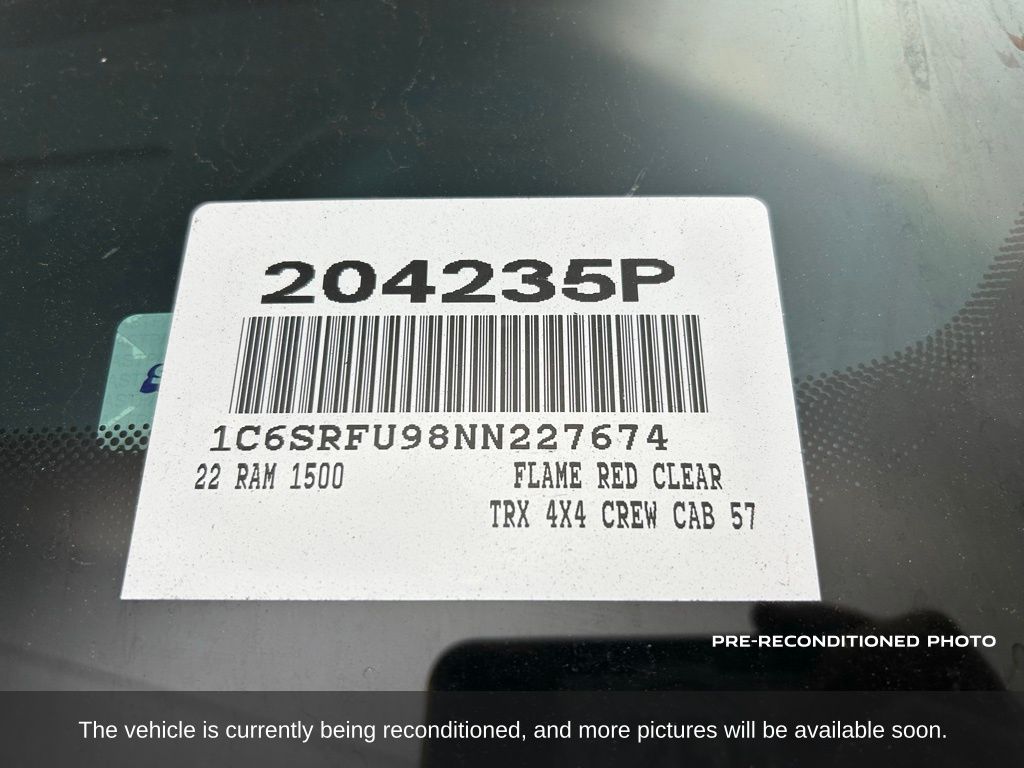 204235P
1C6SRFU98NN227674
22 RAM 1500 FLAME RED CLEAR
TRX 4X4 CREW CAB 57
PRE-RECONDITIONED PHOTO
The vehicle is currently being reconditioned, and more pictures will be available soon.